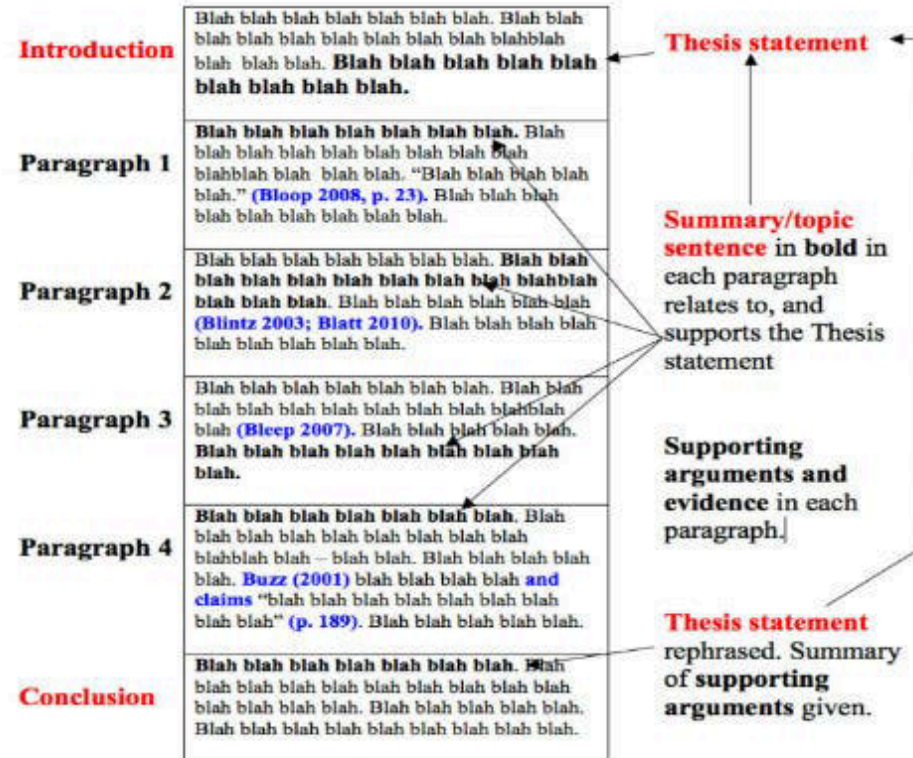 Introduction
Blah blah blah blah blah blah blah. Blah blah
blah blah blah blah blah blah blah blahblah
blah blah blah. Blah blah blah blah blah
blah blah blah blah.
Thesis statement
Paragraph 1
Blah blah blah blah blah blah blah. Blah
blah blah blah blah blah blah blah blah
blahblah blah blah blah blah. “Blah blah blah blah
blah.” (Bloop 2008, p. 23). Blah blah blah
blah blah blah blah blah blah.
Paragraph 2
Blah blah blah blah blah blah blah. Blah blah
blah blah blah blah blah blah blah blahblah
blah blah blah. Blah blah blah blah blah blah
(Blintz 2003; Blatt 2010). Blah blah blah blah
blah blah blah blah blah.
Summary/topic
sentence in bold in
each paragraph
relates to, and
supports the Thesis
statement
Paragraph 3
Blah blah blah blah blah blah blah. Blah blah
blah blah blah blah blah blah blah blahblah
blah (Bleep 2007). Blah blah blah blah blah.
Blah blah blah blah blah blah blah blah blah
blah.
Supporting
arguments and
evidence in each
paragraph.
Paragraph 4
Blah blah blah blah blah blah blah. Blah
blah blah blah blah blah blah blah blah
blahblah blah – blah blah. Blah blah blah blah
blah. Buzz (2001) blah blah blah blah and
claims “blah blah blah blah blah blah blah
blah blah” (p. 189). Blah blah blah blah blah.
Thesis statement
rephrased. Summary
of supporting
arguments given.
Conclusion
Blah blah blah blah blah blah blah. Blah
blah blah blah blah blah blah blah blah blah
blah blah blah blah. Blah blah blah blah blah.
Blah blah blah blah blah blah blah blah blah.